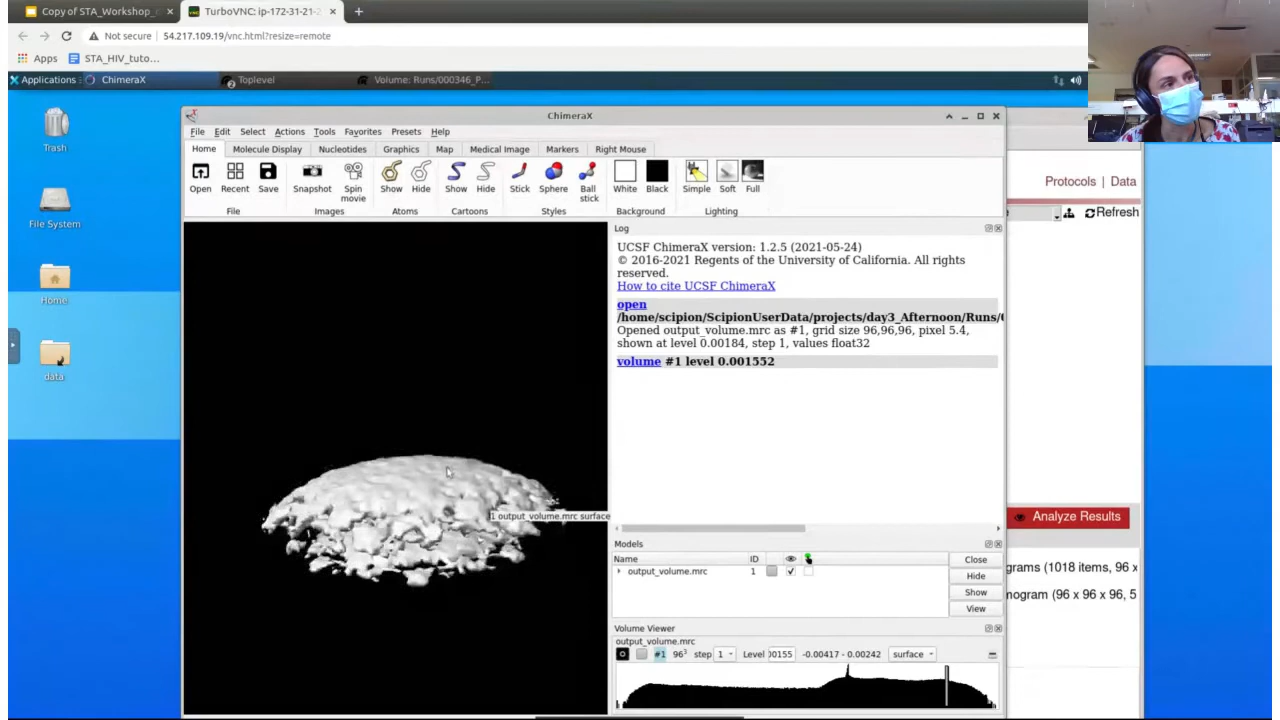 Copy of STA_Workshop_
TurboVNC: ip-172-31-21-2
Not secure
54.217.109.19/vnc.html?resize=remote
Apps
STA_HIV_tuto...
Applications
ChimeraX
2
Toplevel
Volume: Runs/000346_P...
Trash
File System
Home
data
ChimeraX
File Edit Select Actions Tools Favorites Presets Help
Home Molecule Display Nucleotides Graphics Map Medical Image Markers Right Mouse
Open Recent Save Snapshot Spin movie Show Hide Show Hide Stick Sphere Ball stick White Black Simple Soft Full
File Images Atoms Cartoons Styles Background Lighting
Log
UCSF ChimeraX version: 1.2.5 (2021-05-24)
© 2016-2021 Regents of the University of California. All rights
reserved.
How to cite UCSF ChimeraX
open
/home/scipion/ScipionUserData/projects/day3_Afternoon/Runs/
Opened output_volume.mrc as #1, grid size 96,96,96, pixel 5.4,
shown at level 0.00184, step 1, values float32
volume #1 level 0.001552
1 output_volume.mrc surface
Models
Name ID
output_volume.mrc 1
Close
Hide
Show
View
Volume Viewer
output_volume.mrc
#1 96³ step 1 Level 00155 -0.00417 - 0.00242 surface
Protocols | Data
Refresh
Analyze Results
grams (1018 items, 96 x
mogram (96 x 96 x 96, 5